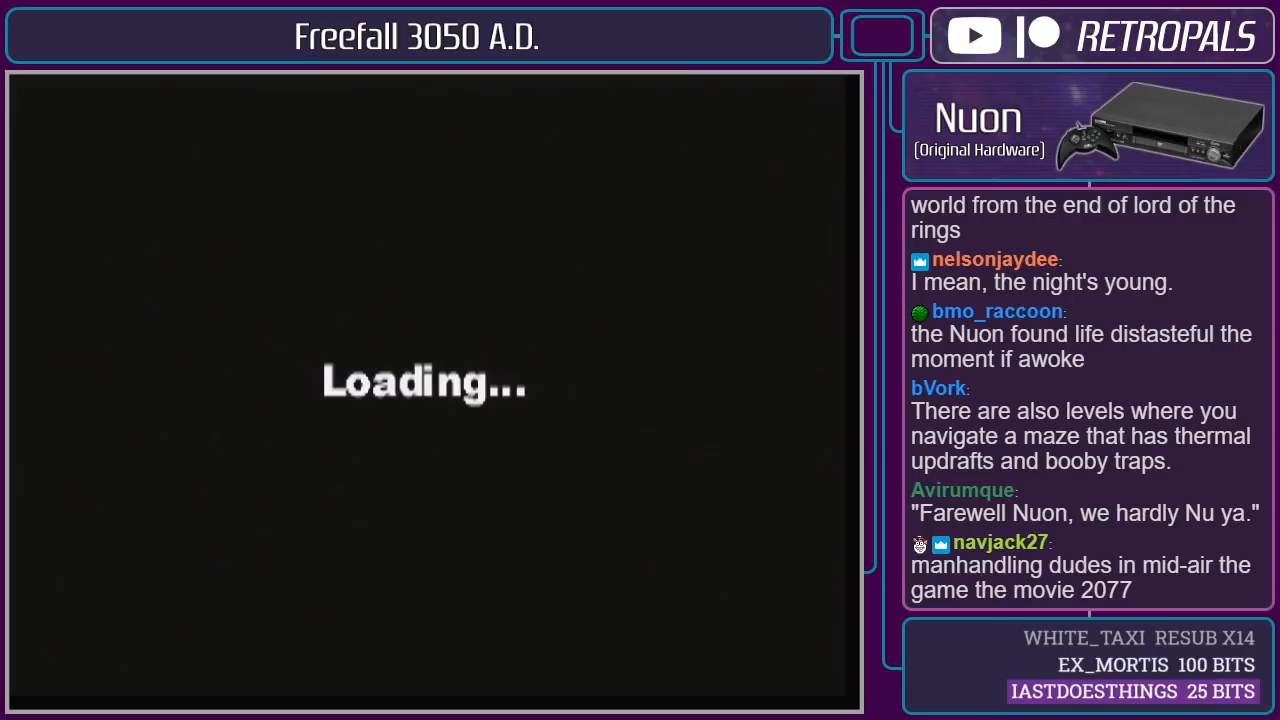 Freefall 3050 A.D.
RETROPALS
Nuon
(Original Hardware)
Loading...
world from the end of lord of the
rings
nelsonjaydee:
I mean, the night's young.
bmo_raccoon:
the Nuon found life distasteful the
moment if awoke
bVork:
There are also levels where you
navigate a maze that has thermal
updrafts and booby traps.
Avirumque:
"Farewell Nuon, we hardly Nu ya."
navjack27:
manhandling dudes in mid-air the
game the movie 2077
WHITE_TAXI RESUB X14
EX_MORTIS 100 BITS
IASTDOESTHINGS 25 BITS